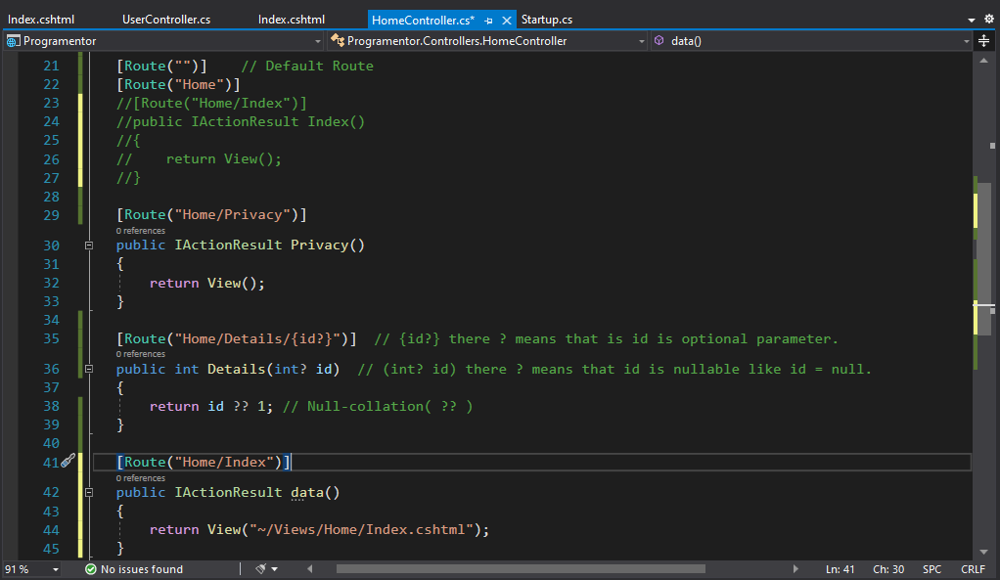 Index.cshtml UserController.cs Index.cshtml HomeController.cs* Startup.cs
Programentor Programentor.Controllers.HomeController data()
21 [Route("")] // Default Route
22 [Route("Home")]
23 //[Route("Home/Index")]
24 //public IActionResult Index()
25 //{
26 // return View();
27 //}
28
29 [Route("Home/Privacy")]
0 references
30 public IActionResult Privacy()
31 {
32 return View();
33 }
34
35 [Route("Home/Details/{id?}")] // {id?} there ? means that is id is optional parameter.
0 references
36 public int Details(int? id) // (int? id) there ? means that id is nullable like id = null.
37 {
38 return id ?? 1; // Null-collation( ?? )
39 }
40
41 [Route("Home/Index")]
0 references
42 public IActionResult data()
43 {
44 return View("~/Views/Home/Index.cshtml");
45 }
91 % No issues found Ln: 41 Ch: 30 SPC CRLF